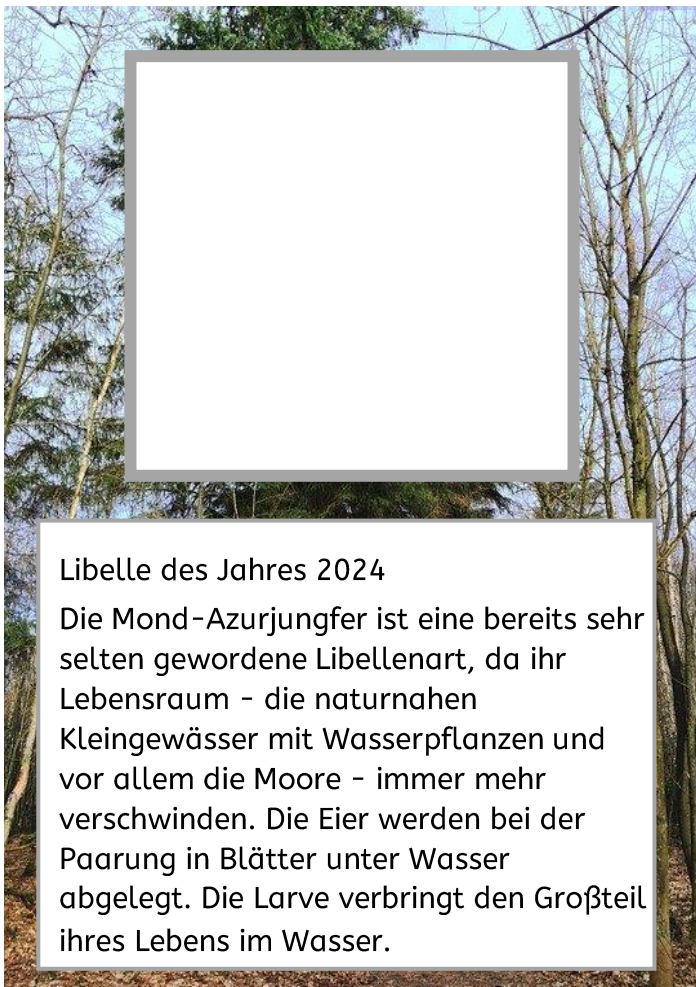 Libelle des Jahres 2024
Die Mond-Azurjungfer ist eine bereits sehr
selten gewordene Libellenart, da ihr
Lebensraum - die naturnahen
Kleingewässer mit Wasserpflanzen und
vor allem die Moore - immer mehr
verschwinden. Die Eier werden bei der
Paarung in Blätter unter Wasser
abgelegt. Die Larve verbringt den Großteil
ihres Lebens im Wasser.